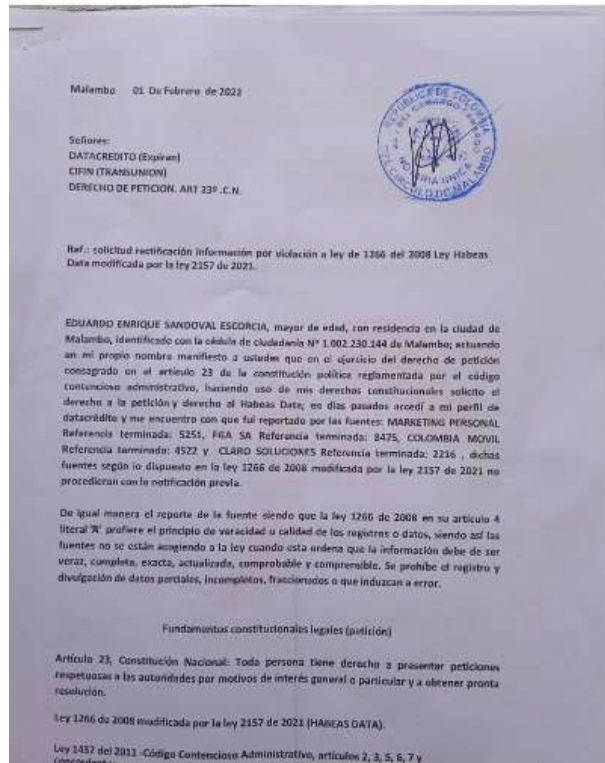 Malambo 01 De Febrero de 2023
REPUBLICA DE COLOMBIA
NOTARIA UNICA
DEL CIRCULO DE MALAMBO
Señores:
DATACREDITO (Expiran)
CIFIN (TRANSUNION)
DERECHO DE PETICION. ART 23º .C.N.
Ref.: solicitud rectificación información por violación a ley de 1266 del 2008 Ley Habeas
Data modificada por la ley 2157 de 2021.
EDUARDO ENRIQUE SANDOVAL ESCORCIA, mayor de edad, con residencia en la ciudad de
Malambo, identificado con la cédula de ciudadanía Nº 1.002.230.144 de Malambo; actuando
en mi propio nombre manifiesto a ustedes que en el ejercicio del derecho de petición
consagrado en el artículo 23 de la constitución política reglamentada por el código
contencioso administrativo, haciendo uso de mis derechos constitucionales solicito el
derecho a la petición y derecho al Habeas Data; en días pasados accedí a mi perfil de
datacrédito y me encuentro con que fui reportado por las fuentes: MARKETING PERSONAL
Referencia terminada: 5251, FGA SA Referencia terminada: 8475, COLOMBIA MOVIL
Referencia terminada: 4522 y CLARO SOLUCIONES Referencia terminada: 2216 , dichas
fuentes según lo dispuesto en la ley 1266 de 2008 modificada por la ley 2157 de 2021 no
procedieron con la notificación previa.
De igual manera el reporte de la fuente siendo que la ley 1266 de 2008 en su artículo 4
literal 'A' prefiere el principio de veracidad o calidad de los registros o datos, siendo así las
fuentes no se están acogiendo a la ley cuando esta ordena que la información debe de ser
veraz, completa, exacta, actualizada, comprobable y comprensible. Se prohíbe el registro y
divulgación de datos parciales, incompletos, fraccionados o que induzcan a error.
Fundamentos constitucionales legales (petición)
Artículo 23, Constitución Nacional: Toda persona tiene derecho a presentar peticiones
respetuosas a las autoridades por motivos de interés general o particular y a obtener pronta
resolución.
Ley 1266 de 2008 modificada por la ley 2157 de 2021 (HABEAS DATA).
Ley 1437 del 2011 -Código Contencioso Administrativo, artículos 2, 3, 5, 6, 7 y